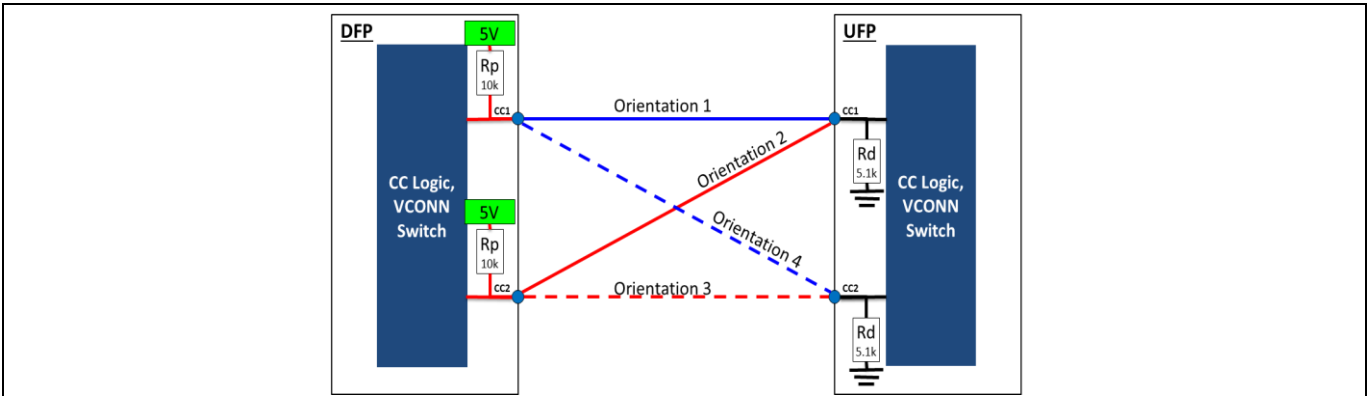 DFP
5V
Rp
10k
CC1
CC Logic,
VCONN
Switch
5V
Rp
10k
CC2
Orientation 1
Orientation 2
Orientation 4
Orientation 3
UFP
CC1
Rd
5.1k
CC Logic,
VCONN
Switch
CC2
Rd
5.1k